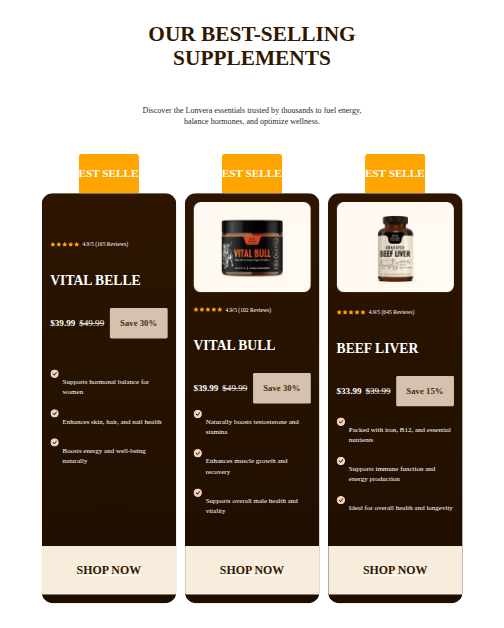 OUR BEST-SELLING
SUPPLEMENTS
Discover the Lonvera essentials trusted by thousands to fuel energy,
balance hormones, and optimize wellness.
EST SELLE
4.9/5 (165 Reviews)
VITAL BELLE
$39.99 $49.99 Save 30%
Supports hormonal balance for
women
Enhances skin, hair, and nail health
Boosts energy and well-being
naturally
SHOP NOW
EST SELLE
VITAL BULL
4.9/5 (102 Reviews)
VITAL BULL
$39.99 $49.99 Save 30%
Naturally boosts testosterone and
stamina
Enhances muscle growth and
recovery
Supports overall male health and
vitality
SHOP NOW
EST SELLE
BEEF LIVER
4.9/5 (645 Reviews)
BEEF LIVER
$33.99 $39.99 Save 15%
Packed with iron, B12, and essential
nutrients
Supports immune function and
energy production
Ideal for overall health and longevity
SHOP NOW